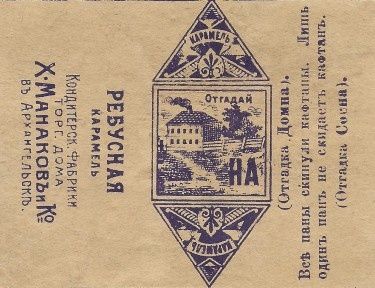 КАРАМЕЛЬ
Отгадай
НА
КАРАМЕЛЬ
РЕБУСНАЯ
КАРАМЕЛЬ
КОНДИТЕРСК. ФАБРИКИ
ТОРГ. ДОМА
Х. МАНАКОВЪ И Ко
ВЪ АРХАНГЕЛЬСКѢ.
(Отгадка Домна).
Всѣ паны скинули кафтаны. Лишь
одинъ панъ не скидаетъ кафтанъ.
(Отгадка Сосна).